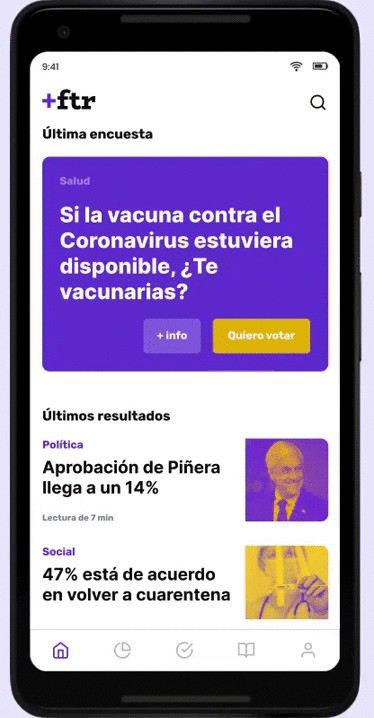 9:41
+ftr
Última encuesta
Salud
Si la vacuna contra el
Coronavirus estuviera
disponible, ¿Te
vacunarias?
+ info
Quiero votar
Últimos resultados
Política
Aprobación de Piñera
llega a un 14%
Lectura de 7 min
Social
47% está de acuerdo
en volver a cuarentena